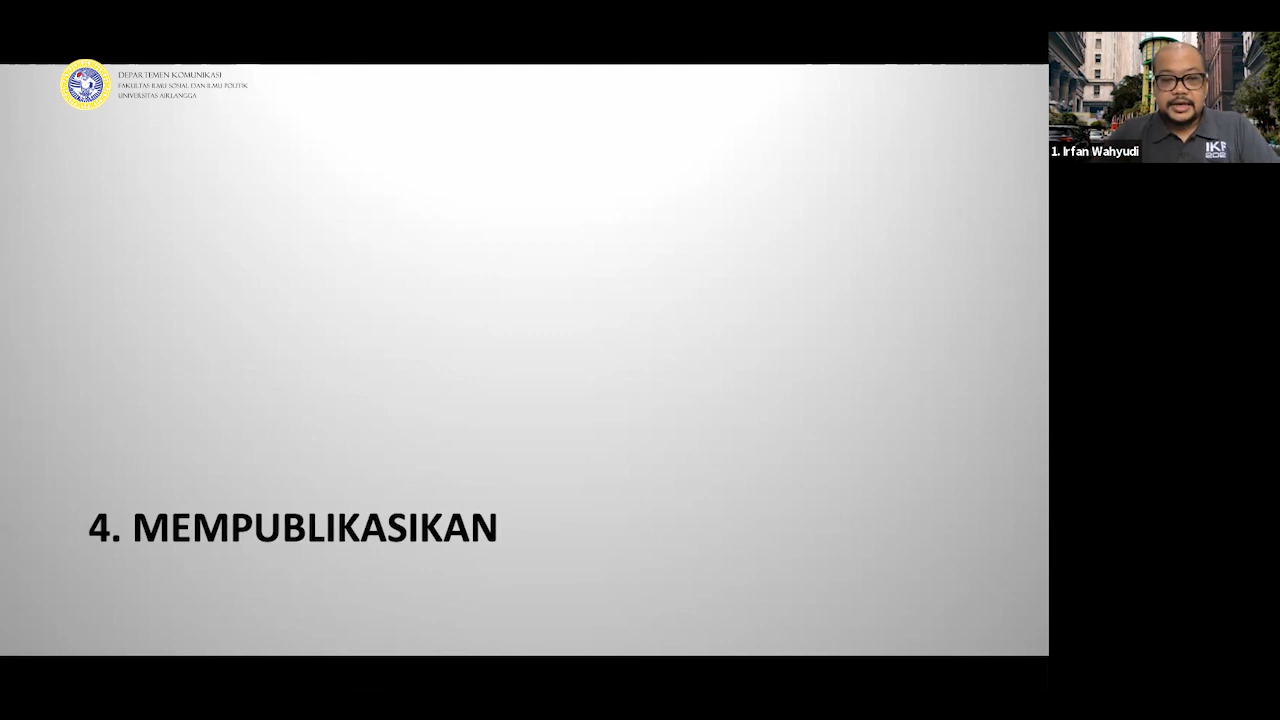 DEPARTEMEN KOMUNIKASI
FAKULTAS ILMU SOSIAL DAN ILMU POLITIK
UNIVERSITAS AIRLANGGA
1. Irfan Wahyudi
4. MEMPUBLIKASIKAN